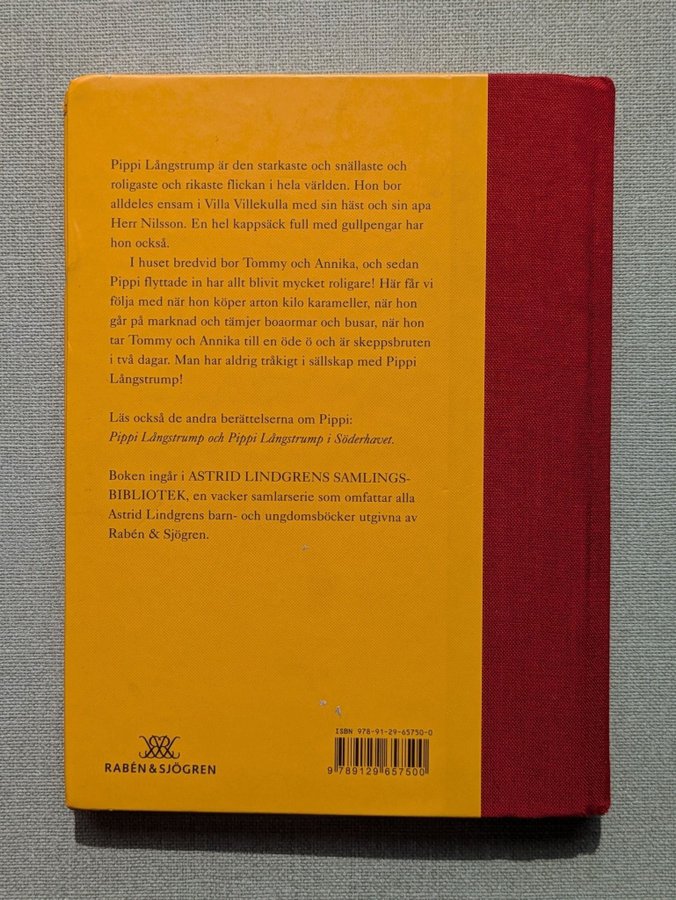 Pippi Långstrump är den starkaste och snällaste och
roligaste och rikaste flickan i hela världen. Hon bor
alldeles ensam i Villa Villekulla med sin häst och sin apa
Herr Nilsson. En hel kappsäck full med gullpengar har
hon också.
I huset bredvid bor Tommy och Annika, och sedan
Pippi flyttade in har allt blivit mycket roligare! Här får vi
följa med när hon köper arton kilo karameller, när hon
går på marknad och tämjer boaormar och busar, när hon
tar Tommy och Annika till en öde ö och är skeppsbruten
i två dagar. Man har aldrig tråkigt i sällskap med Pippi
Långstrump!
Läs också de andra berättelserna om Pippi:
Pippi Långstrump och Pippi Långstrump i Söderhavet.
Boken ingår i ASTRID LINDGRENS SAMLINGS-
BIBLIOTEK, en vacker samlarserie som omfattar alla
Astrid Lindgrens barn- och ungdomsböcker utgivna av
Rabén & Sjögren.
RABÉN & SJÖGREN
ISBN 978-91-29-65750-0
9 789129 657500